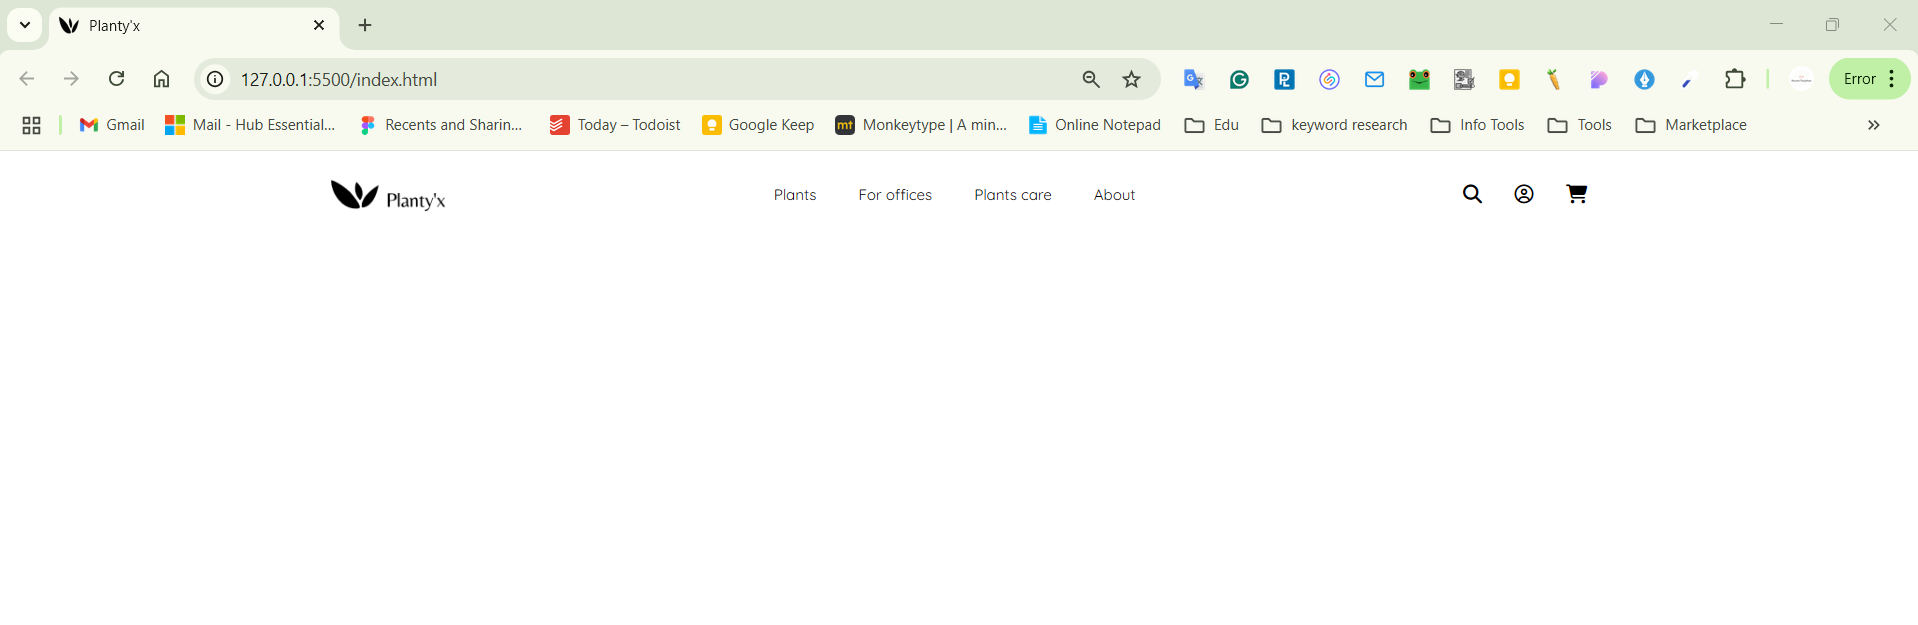 Planty'x
127.0.0.1:5500/index.html
Error
Gmail Mail - Hub Essential... Recents and Sharin... Today – Todoist Google Keep mt Monkeytype | A min... Online Notepad Edu keyword research Info Tools Tools Marketplace
Planty'x Plants For offices Plants care About